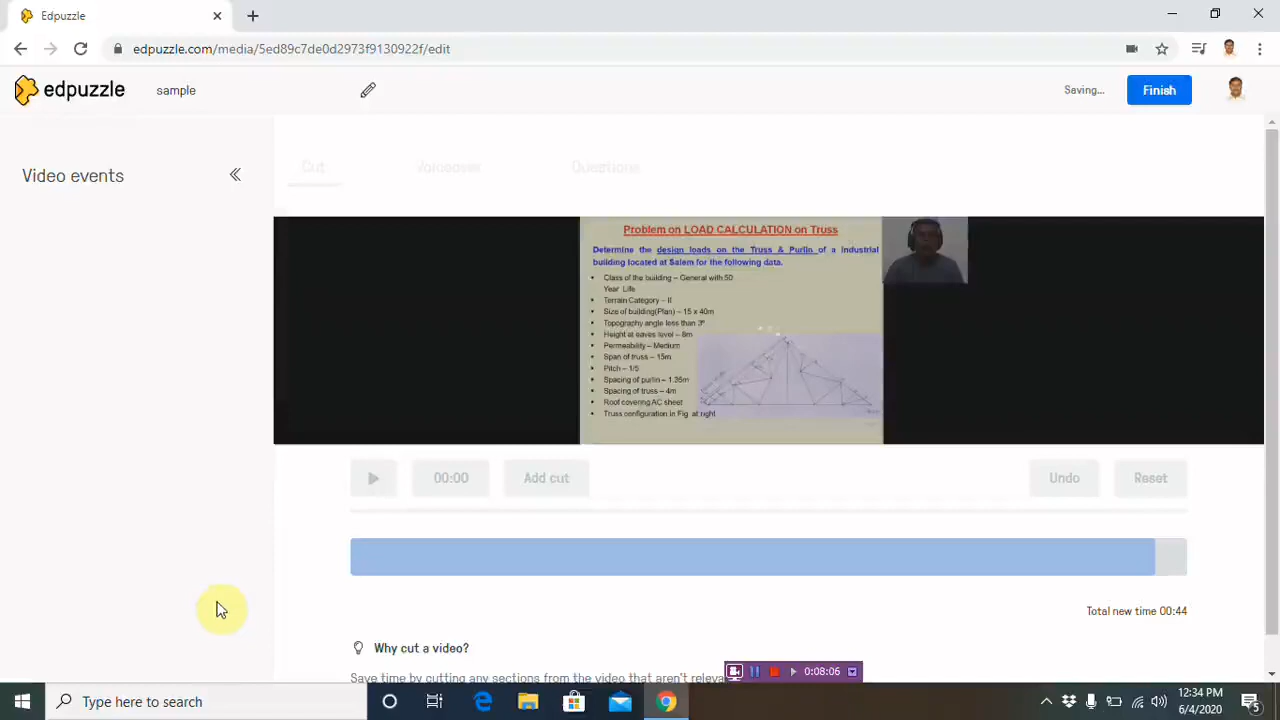 Edpuzzle
edpuzzle.com/media/5ed89c7de0d2973f9130922f/edit
edpuzzle
sample
Saving...
Finish
Video events
Cut
Voiceover
Questions
Problem on LOAD CALCULATION on Truss
Determine the design loads on the Truss & Purlin of a industrial
building located at Salem for the following data.
• Class of the building – General with 50
Year Life
• Terrain Category – II
• Size of building(Plan) – 15 x 40m
• Topography angle less than 3º
• Height at eaves level – 8m
• Permeability – Medium
• Span of truss – 15m
• Pitch – 1/5
• Spacing of purlin – 1.35m
• Spacing of truss – 4m
• Roof covering AC sheet
• Truss configuration in Fig at right
00:00
Add cut
Undo
Reset
Total new time 00:44
Why cut a video?
Save time by cutting any sections from the video that aren't releva
0:08:06
Type here to search
12:34 PM
6/4/2020
5